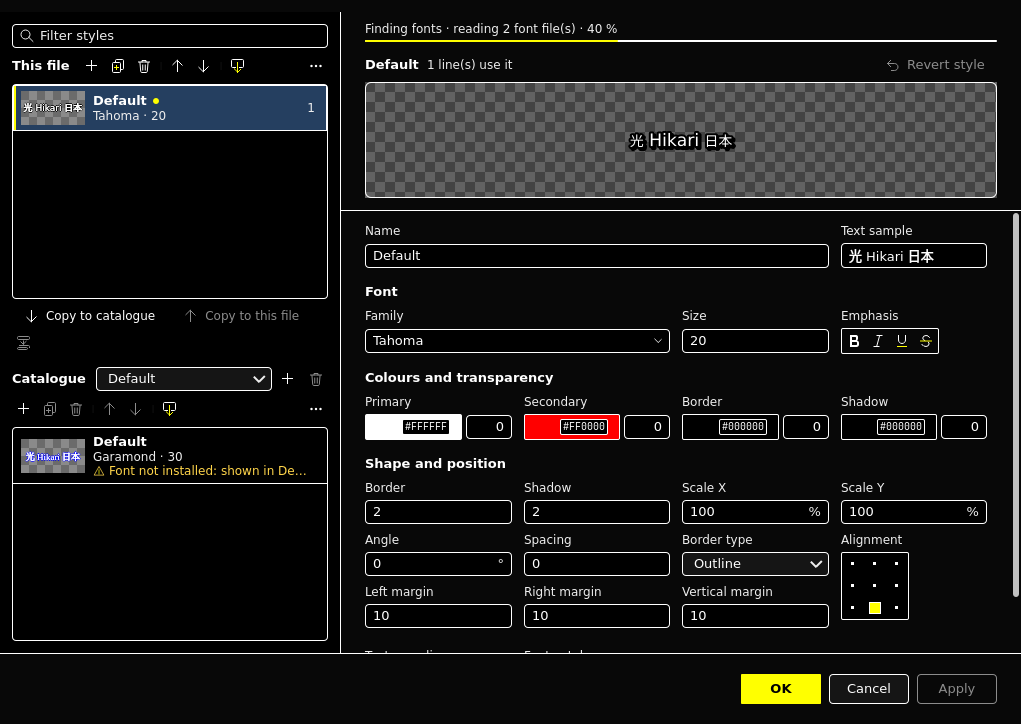 Filter styles
This file
光 Hikari 日本
Default
Tahoma · 20
1
Copy to catalogue
Copy to this file
Catalogue
Default
光 Hikari 日本
Default
Garamond · 30
Font not installed: shown in De…
Finding fonts · reading 2 font file(s) · 40 %
Default 1 line(s) use it
Revert style
光 Hikari 日本
Name
Text sample
Default
光 Hikari 日本
Font
Family
Size
Emphasis
Tahoma
20
B I U S
Colours and transparency
Primary
Secondary
Border
Shadow
#FFFFFF 0
#FF0000 0
#000000 0
#000000 0
Shape and position
Border
Shadow
Scale X
Scale Y
2
2
100 %
100 %
Angle
Spacing
Border type
Alignment
0 °
0
Outline
Left margin
Right margin
Vertical margin
10
10
10
OK
Cancel
Apply